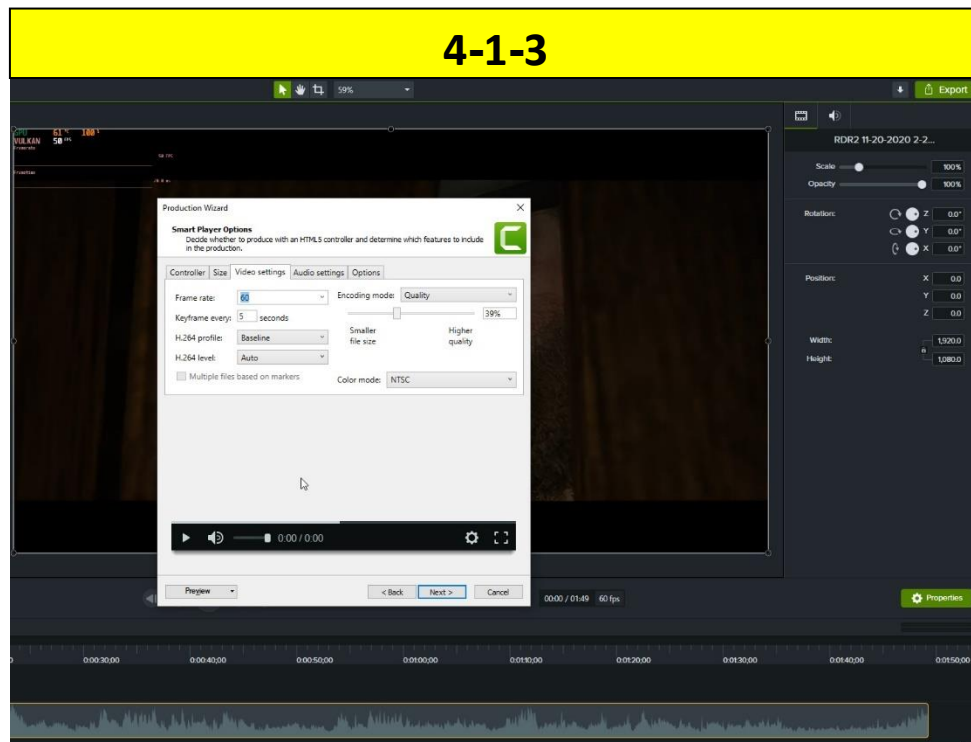 4-1-3
59%
Export
GPU 61 °C 100 %
VULKAN 50 FPS
RDR2 11-20-2020 2-2...
Scale 100%
Opacity 100%
Rotation: Z 0.0°
Y 0.0°
X 0.0°
Position: X 0.0
Y 0.0
Z 0.0
Width: 1,920.0
Height: 1,080.0
Production Wizard
Smart Player Options
Decide whether to produce with an HTML5 controller and determine which features to include
in the production.
Controller Size Video settings Audio settings Options
Frame rate: 60 Encoding mode: Quality
Keyframe every: 5 seconds 39%
Smaller Higher
H.264 profile: Baseline file size quality
H.264 level: Auto
Multiple files based on markers Color mode: NTSC
0:00 / 0:00
Preview < Back Next > Cancel
00:00 / 01:49 60 fps Properties
0:00:30;00 0:00:40;00 0:00:50;00 0:01:00;00 0:01:10;00 0:01:20;00 0:01:30;00 0:01:40;00 0:01:50;00